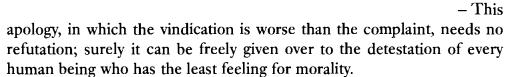 – This
apology, in which the vindication is worse than the complaint, needs no
refutation; surely it can be freely given over to the detestation of every
human being who has the least feeling for morality.